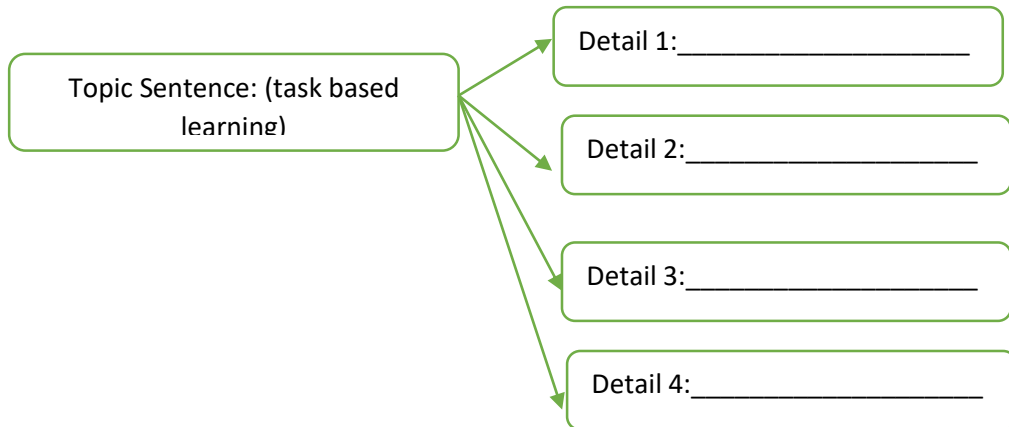 Topic Sentence: (task based
learning)
Detail 1:____________________
Detail 2:____________________
Detail 3:____________________
Detail 4:____________________